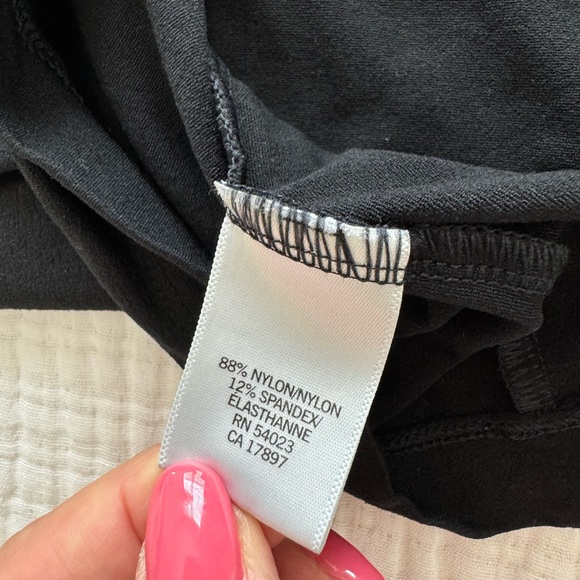 88% NYLON/NYLON
12% SPANDEX/
ÉLASTHANNE
RN 54023
CA 17897